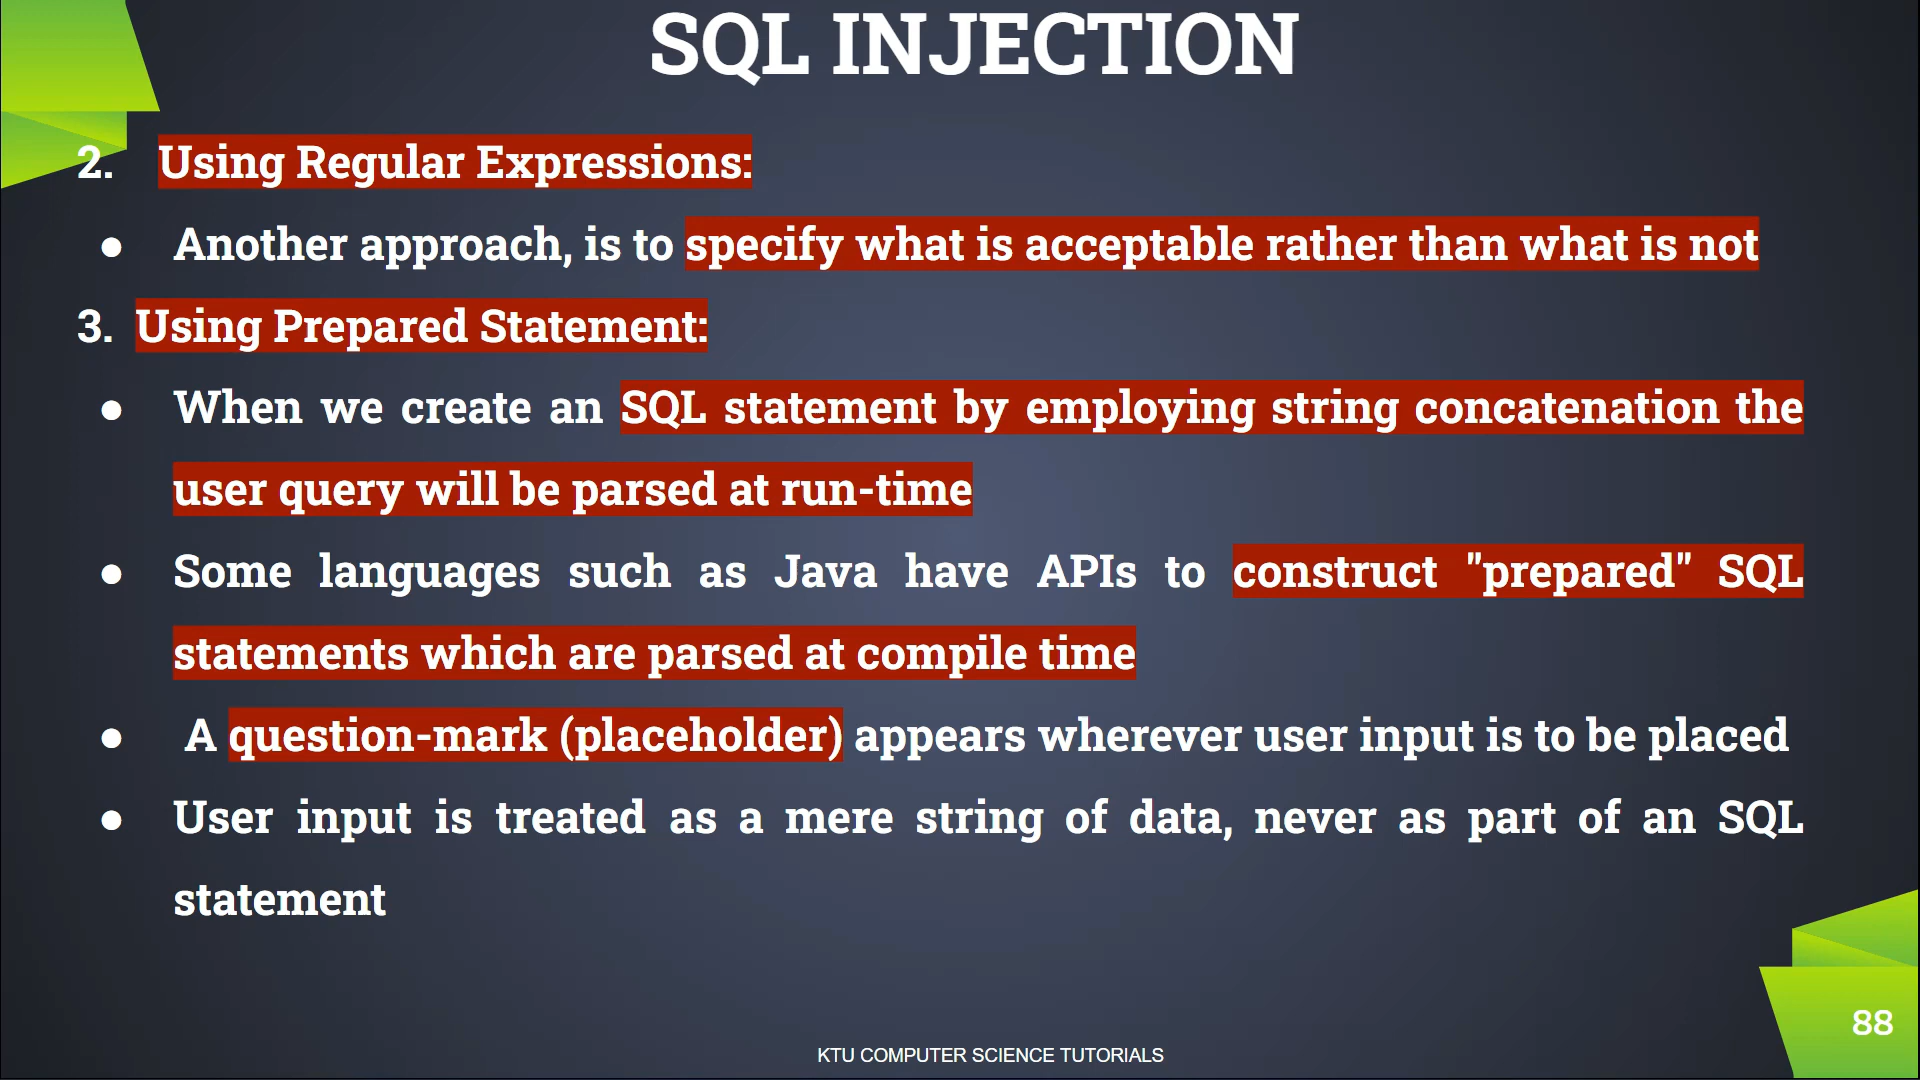 SQL INJECTION
2. Using Regular Expressions:
● Another approach, is to specify what is acceptable rather than what is not
3. Using Prepared Statement:
● When we create an SQL statement by employing string concatenation the
user query will be parsed at run-time
● Some languages such as Java have APIs to construct "prepared" SQL
statements which are parsed at compile time
● A question-mark (placeholder) appears wherever user input is to be placed
● User input is treated as a mere string of data, never as part of an SQL
statement
88
KTU COMPUTER SCIENCE TUTORIALS